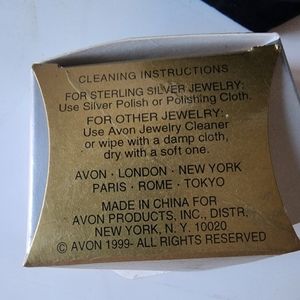 CLEANING INSTRUCTIONS
FOR STERLING SILVER JEWELRY:
Use Silver Polish or Polishing Cloth.
FOR OTHER JEWELRY:
Use Avon Jewelry Cleaner
or wipe with a damp cloth,
dry with a soft one.
AVON · LONDON · NEW YORK
PARIS · ROME · TOKYO
MADE IN CHINA FOR
AVON PRODUCTS, INC., DISTR,
NEW YORK, N. Y. 10020
© AVON 1999- ALL RIGHTS RESERVED